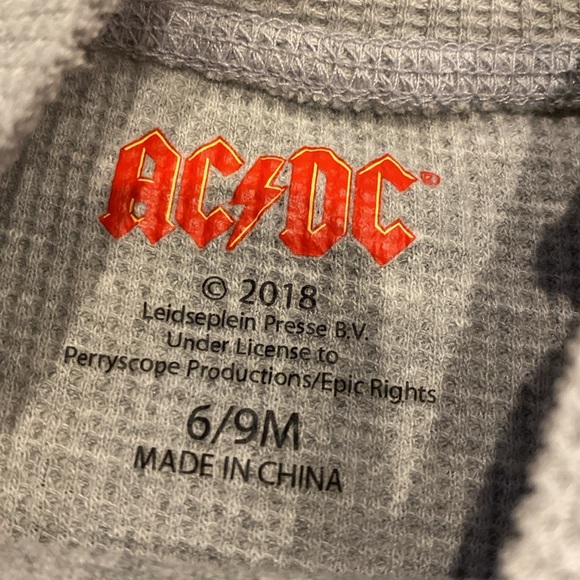 AC⚡DC®
© 2018
Leidseplein Presse B.V.
Under License to
Perryscope Productions/Epic Rights
6/9M
MADE IN CHINA